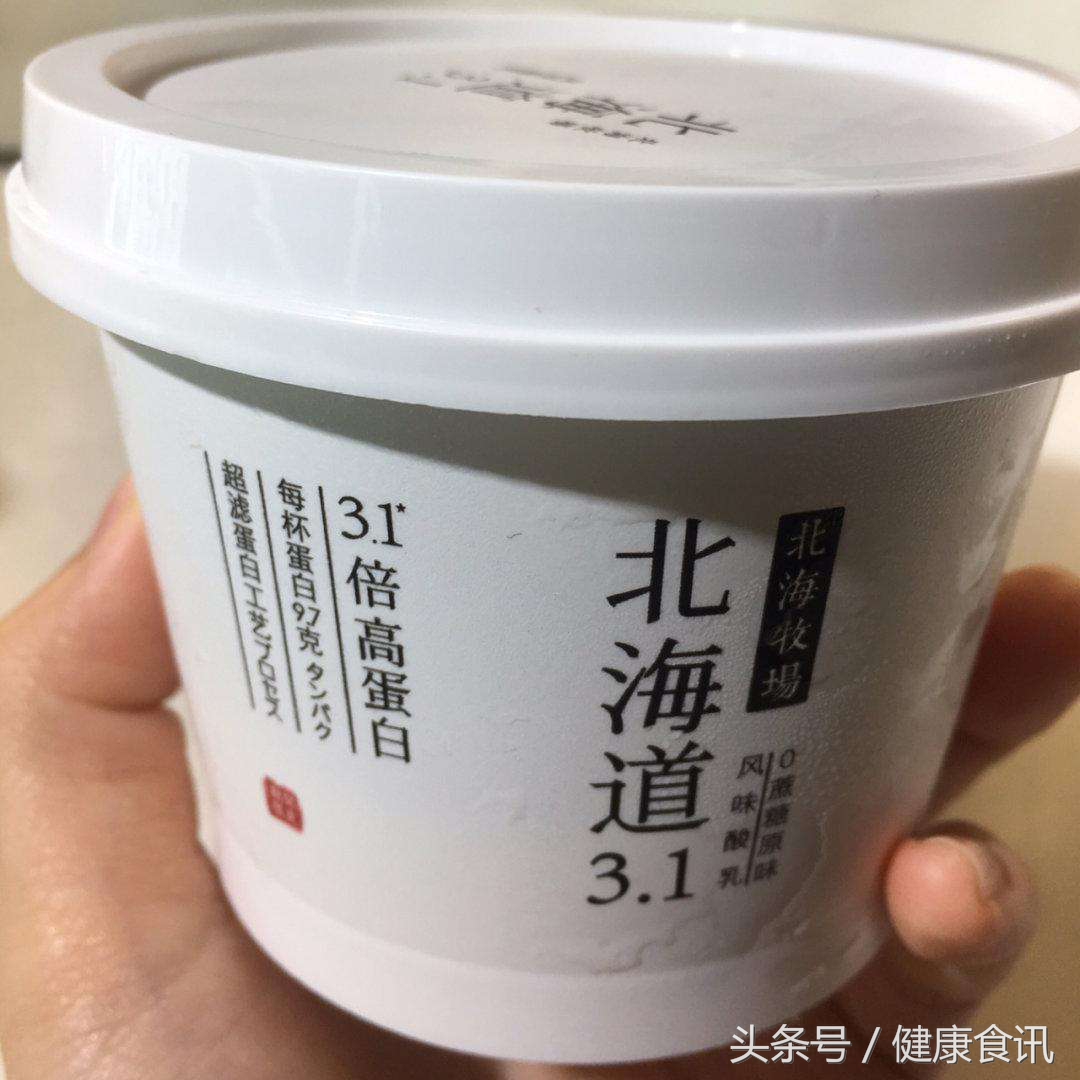 北海牧場
北海道
3.1
0蔗糖原味
风味酸乳
3.1*倍高蛋白
每杯蛋白9.7克 タンパク
超滤蛋白工艺プロセス
头条号 / 健康食讯